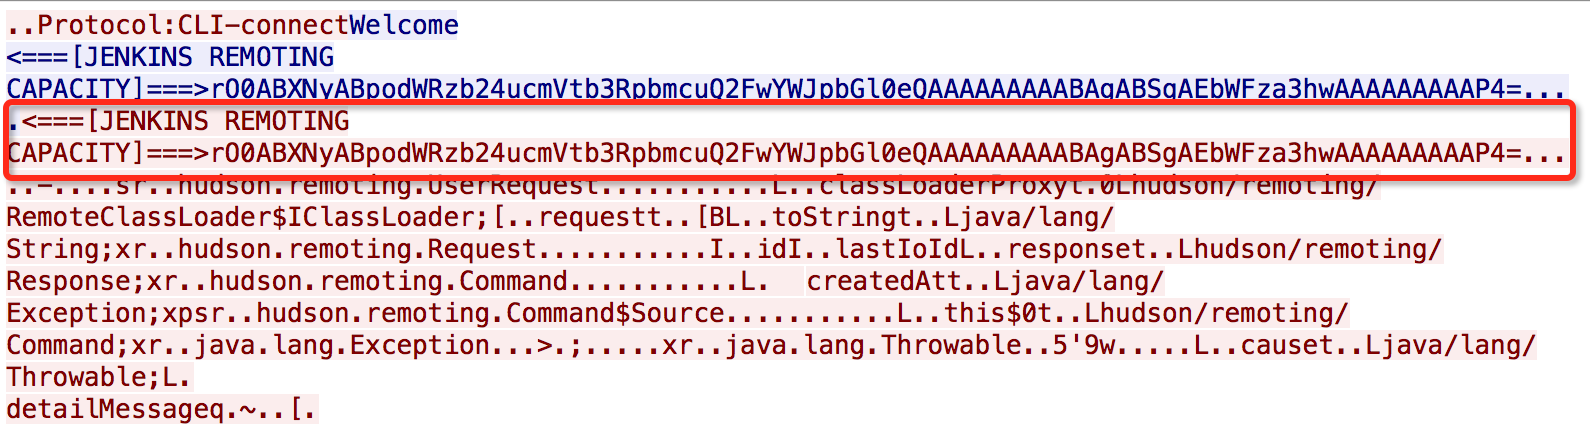 ..Protocol:CLI-connectWelcome
<===[JENKINS REMOTING
CAPACITY]===>rO0ABXNyABpodWRzb24ucmVtb3RpbmcuQ2FwYWJpbGl0eQAAAAAAAAABAgABSgAEbWFza3hwAAAAAAAAAP4=...
.<===[JENKINS REMOTING
CAPACITY]===>rO0ABXNyABpodWRzb24ucmVtb3RpbmcuQ2FwYWJpbGl0eQAAAAAAAAABAgABSgAEbWFza3hwAAAAAAAAAP4=...
..-....sr..hudson.remoting.UserRequest...........L..classLoaderProxyt.0Lhudson/remoting/
RemoteClassLoader$IClassLoader;[..requestt..[BL..toStringt..Ljava/lang/
String;xr..hudson.remoting.Request...........I..idI..lastIoIdL..responset..Lhudson/remoting/
Response;xr..hudson.remoting.Command...........L.  createdAtt..Ljava/lang/
Exception;xpsr..hudson.remoting.Command$Source...........L..this$0t..Lhudson/remoting/
Command;xr..java.lang.Exception...>.;.....xr..java.lang.Throwable..5'9w.....L..causet..Ljava/lang/
Throwable;L.
detailMessageq.~..[.